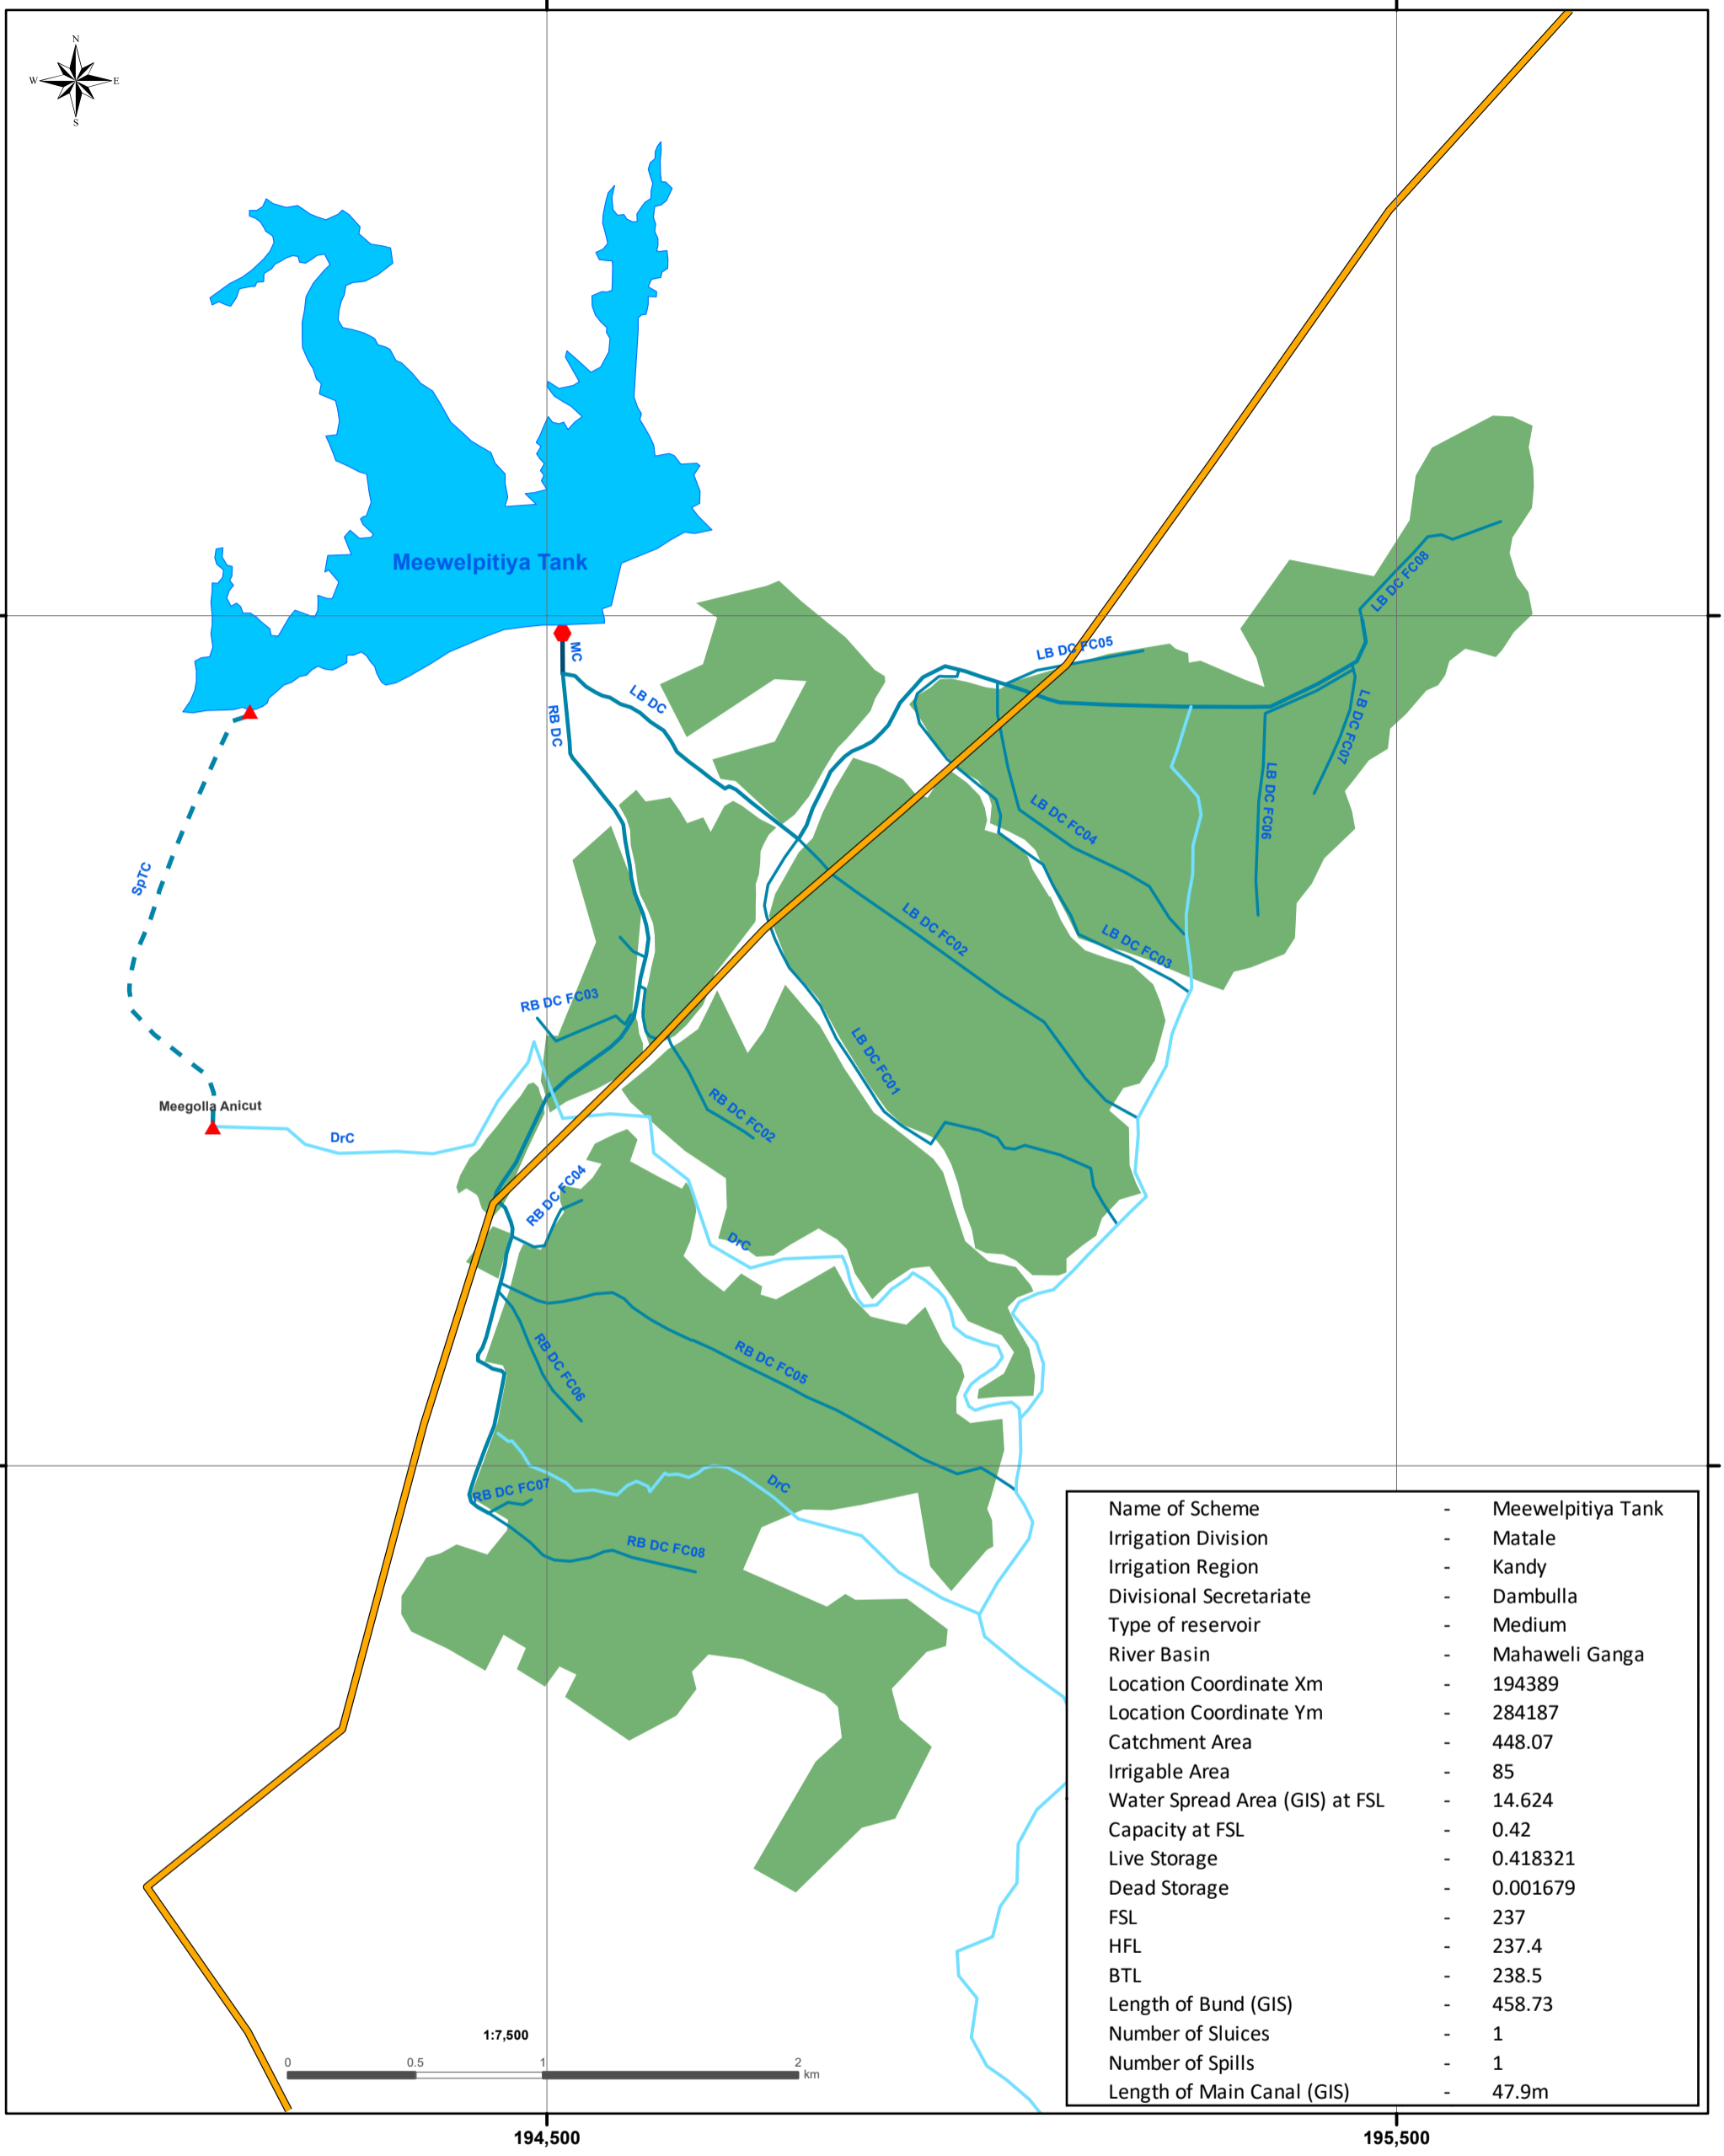 N
W E
S
Meewelpitiya Tank
MC
LB DC
RB DC
LB DC FC05
LB DC FC08
LB DC FC07
LB DC FC06
LB DC FC04
LB DC FC03
LB DC FC02
LB DC FC01
SpTC
RB DC FC03
RB DC FC02
Meegolla Anicut
DrC
RB DC FC04
DrC
RB DC FC05
RB DC FC06
RB DC FC07
DrC
RB DC FC08
Name of Scheme - Meewelpitiya Tank
Irrigation Division - Matale
Irrigation Region - Kandy
Divisional Secretariate - Dambulla
Type of reservoir - Medium
River Basin - Mahaweli Ganga
Location Coordinate Xm - 194389
Location Coordinate Ym - 284187
Catchment Area - 448.07
Irrigable Area - 85
Water Spread Area (GIS) at FSL - 14.624
Capacity at FSL - 0.42
Live Storage - 0.418321
Dead Storage - 0.001679
FSL - 237
HFL - 237.4
BTL - 238.5
Length of Bund (GIS) - 458.73
Number of Sluices - 1
Number of Spills - 1
Length of Main Canal (GIS) - 47.9m
1:7,500
0 0.5 1 2
km
194,500 195,500